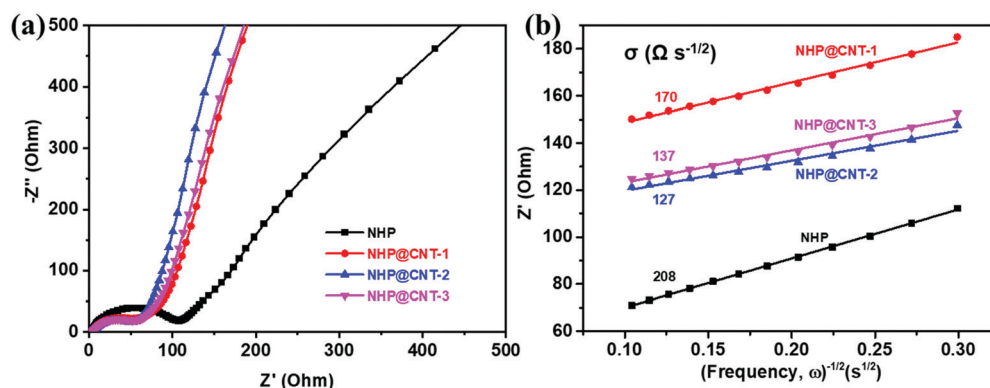 (a)
500
400
300
200
100
0
-Z'' (Ohm)
NHP
NHP@CNT-1
NHP@CNT-2
NHP@CNT-3
0 100 200 300 400 500
Z' (Ohm)
(b)
180
160
140
120
100
80
60
Z' (Ohm)
σ (Ω s-1/2)
NHP@CNT-1
170
NHP@CNT-3
137
NHP@CNT-2
127
NHP
208
0.10 0.15 0.20 0.25 0.30
(Frequency, ω)-1/2(s1/2)